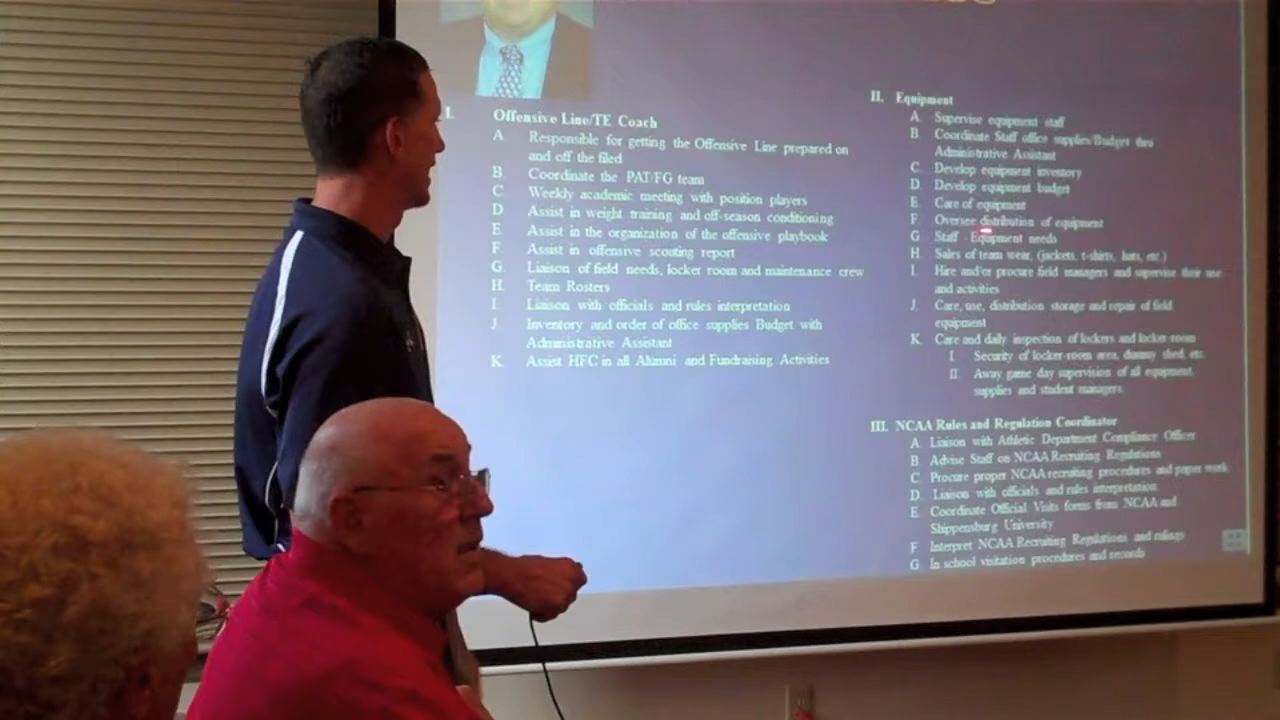 I. Offensive Line/TE Coach
A. Responsible for getting the Offensive Line prepared on
and off the filed
B. Coordinate the PAT/FG team
C. Weekly academic meeting with position players
D. Assist in weight training and off-season conditioning
E. Assist in the organization of the offensive playbook
F. Assist in offensive scouting report
G. Liaison of field needs, locker room and maintenance crew
H. Team Rosters
I. Liaison with officials and rules interpretation
J. Inventory and order of office supplies Budget with
Administrative Assistant
K. Assist HFC in all Alumni and Fundraising Activities
II. Equipment
A. Supervise equipment staff
B. Coordinate Staff office supplies/Budget thru
Administrative Assistant
C. Develop equipment inventory
D. Develop equipment budget
E. Care of equipment
F. Oversee distribution of equipment
G. Staff - Equipment needs
H. Sales of team wear, (jackets, t-shirts, hats, etc.)
I. Hire and/or procure field managers and supervise their use
and activities
J. Care, use, distribution storage and repair of field
equipment
K. Care and daily inspection of lockers and locker room
I. Security of locker-room area, dummy shed, etc.
II. Away game day supervision of all equipment,
supplies and student managers.
III. NCAA Rules and Regulation Coordinator
A. Liaison with Athletic Department Compliance Officer
B. Advise Staff on NCAA Recruiting Regulations
C. Procure proper NCAA recruiting procedures and paper work
D. Liaison with officials and rules interpretation
E. Coordinate Official Visits forms from NCAA and
Shippensburg University
F. Interpret NCAA Recruiting Regulations and rulings
G. In school visitation procedures and records